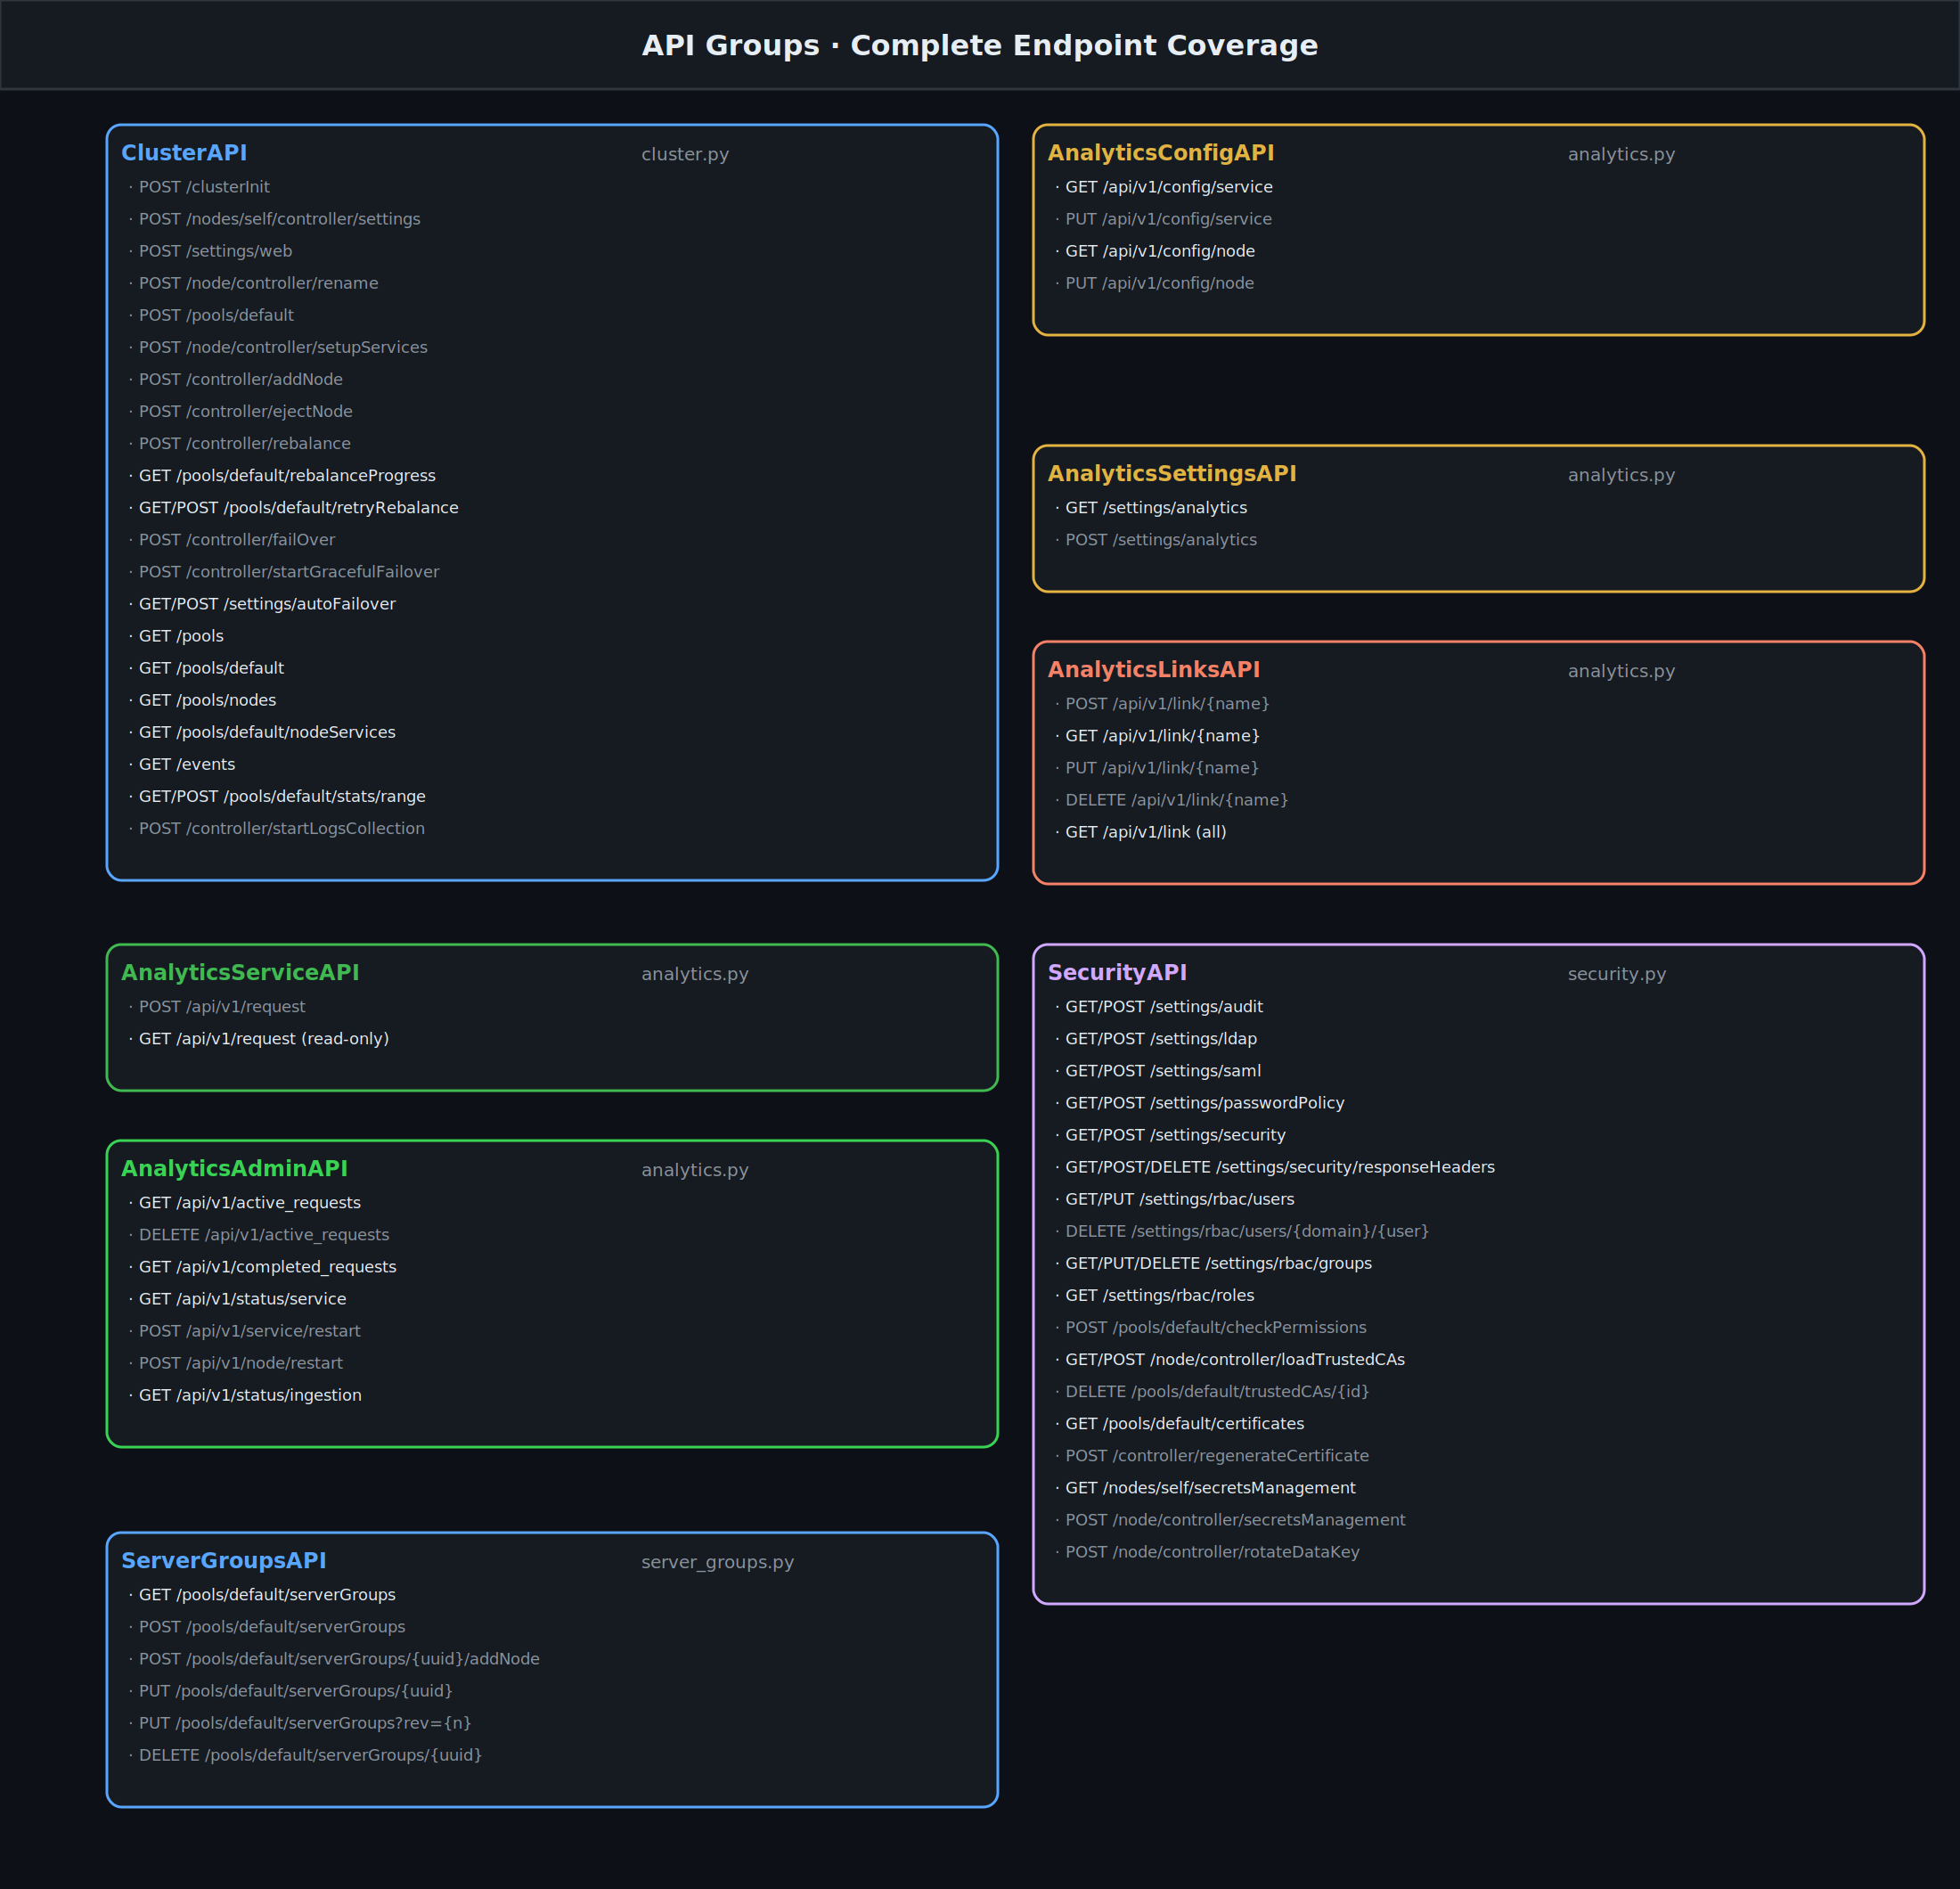 API Groups · Complete Endpoint Coverage
ClusterAPI cluster.py
· POST /clusterInit
· POST /nodes/self/controller/settings
· POST /settings/web
· POST /node/controller/rename
· POST /pools/default
· POST /node/controller/setupServices
· POST /controller/addNode
· POST /controller/ejectNode
· POST /controller/rebalance
· GET /pools/default/rebalanceProgress
· GET/POST /pools/default/retryRebalance
· POST /controller/failOver
· POST /controller/startGracefulFailover
· GET/POST /settings/autoFailover
· GET /pools
· GET /pools/default
· GET /pools/nodes
· GET /pools/default/nodeServices
· GET /events
· GET/POST /pools/default/stats/range
· POST /controller/startLogsCollection
AnalyticsConfigAPI analytics.py
· GET /api/v1/config/service
· PUT /api/v1/config/service
· GET /api/v1/config/node
· PUT /api/v1/config/node
AnalyticsSettingsAPI analytics.py
· GET /settings/analytics
· POST /settings/analytics
AnalyticsLinksAPI analytics.py
· POST /api/v1/link/{name}
· GET /api/v1/link/{name}
· PUT /api/v1/link/{name}
· DELETE /api/v1/link/{name}
· GET /api/v1/link (all)
AnalyticsServiceAPI analytics.py
· POST /api/v1/request
· GET /api/v1/request (read-only)
AnalyticsAdminAPI analytics.py
· GET /api/v1/active_requests
· DELETE /api/v1/active_requests
· GET /api/v1/completed_requests
· GET /api/v1/status/service
· POST /api/v1/service/restart
· POST /api/v1/node/restart
· GET /api/v1/status/ingestion
ServerGroupsAPI server_groups.py
· GET /pools/default/serverGroups
· POST /pools/default/serverGroups
· POST /pools/default/serverGroups/{uuid}/addNode
· PUT /pools/default/serverGroups/{uuid}
· PUT /pools/default/serverGroups?rev={n}
· DELETE /pools/default/serverGroups/{uuid}
SecurityAPI security.py
· GET/POST /settings/audit
· GET/POST /settings/ldap
· GET/POST /settings/saml
· GET/POST /settings/passwordPolicy
· GET/POST /settings/security
· GET/POST/DELETE /settings/security/responseHeaders
· GET/PUT /settings/rbac/users
· DELETE /settings/rbac/users/{domain}/{user}
· GET/PUT/DELETE /settings/rbac/groups
· GET /settings/rbac/roles
· POST /pools/default/checkPermissions
· GET/POST /node/controller/loadTrustedCAs
· DELETE /pools/default/trustedCAs/{id}
· GET /pools/default/certificates
· POST /controller/regenerateCertificate
· GET /nodes/self/secretsManagement
· POST /node/controller/secretsManagement
· POST /node/controller/rotateDataKey